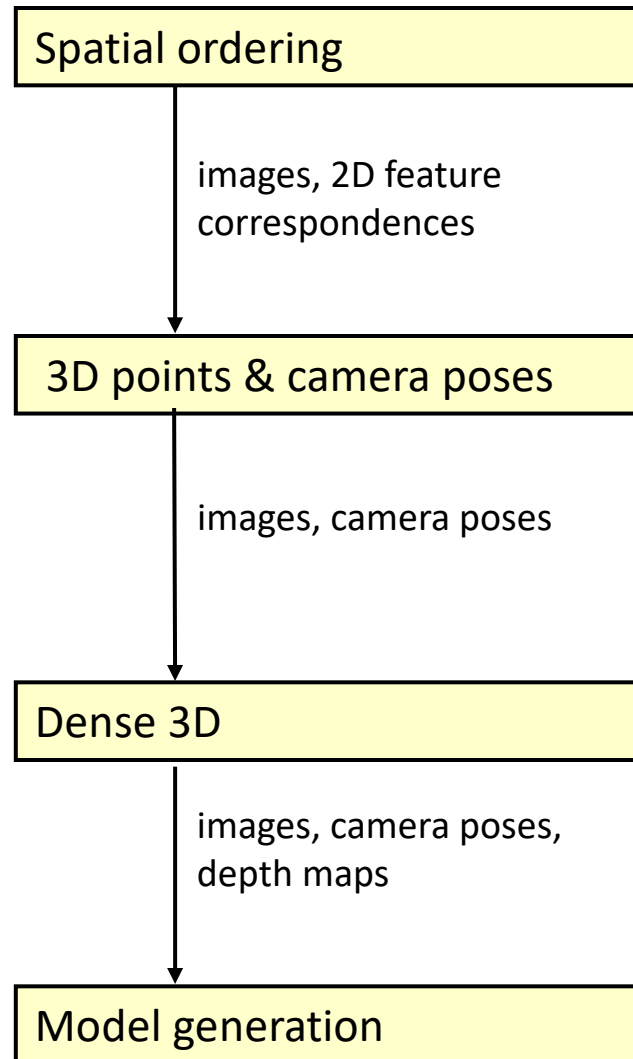 Spatial ordering
images, 2D feature
correspondences
3D points & camera poses
images, camera poses
Dense 3D
images, camera poses,
depth maps
Model generation